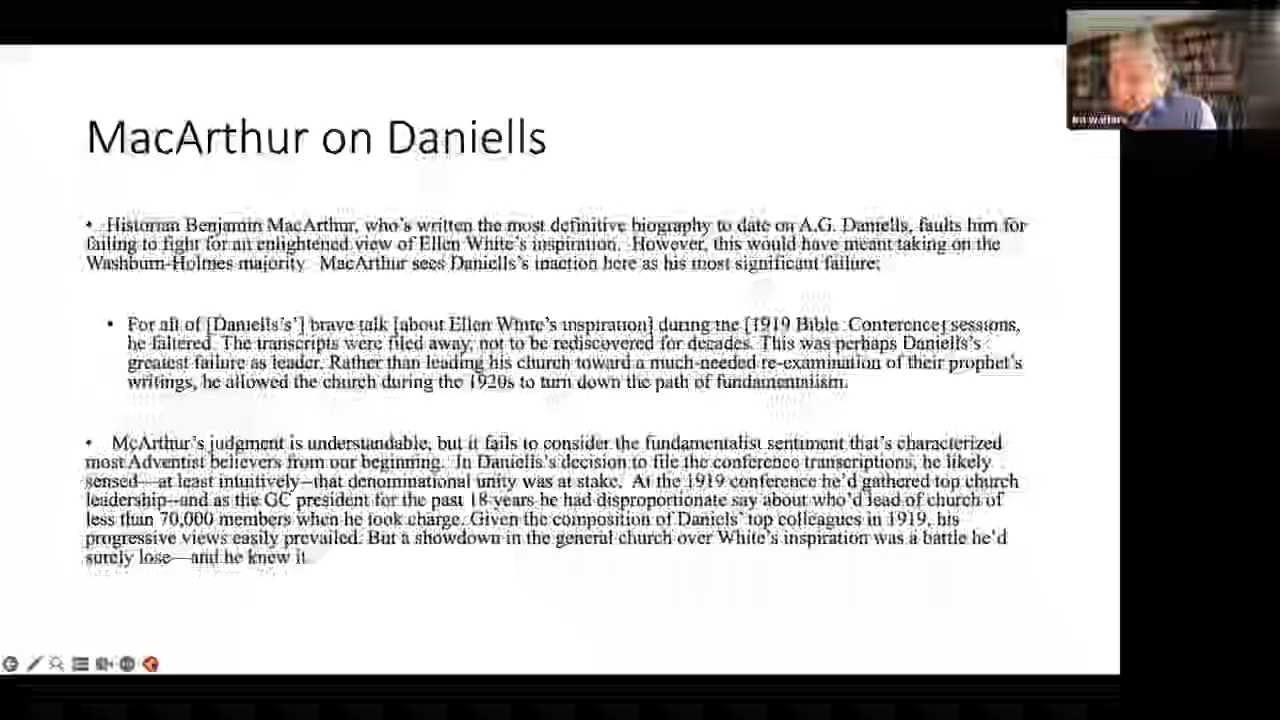 MacArthur on Daniells
• Historian Benjamin MacArthur, who's written the most definitive biography to date on A.G. Daniells, faults him for
failing to fight for an enlightened view of Ellen White's inspiration. However, this would have meant taking on the
Washburn-Holmes majority. MacArthur sees Daniells's inaction here as his most significant failure:
• For all of [Daniells's'] brave talk [about Ellen White's inspiration] during the [1919 Bible Conference] sessions,
he faltered. The transcripts were filed away, not to be rediscovered for decades. This was perhaps Daniells's
greatest failure as leader. Rather than leading his church toward a much-needed re-examination of their prophet's
writings, he allowed the church during the 1920s to turn down the path of fundamentalism.
• McArthur's judgment is understandable, but it fails to consider the fundamentalist sentiment that's characterized
most Adventist believers from our beginning. In Daniells's decision to file the conference transcriptions, he likely
sensed—at least intuitively—that denominational unity was at stake. At the 1919 conference he'd gathered top church
leadership—and as the GC president for the past 18 years he had disproportionate say about who'd lead of church of
less than 70,000 members when he took charge. Given the composition of Daniels' top colleagues in 1919, his
progressive views easily prevailed. But a showdown in the general church over White's inspiration was a battle he'd
surely lose—and he knew it.